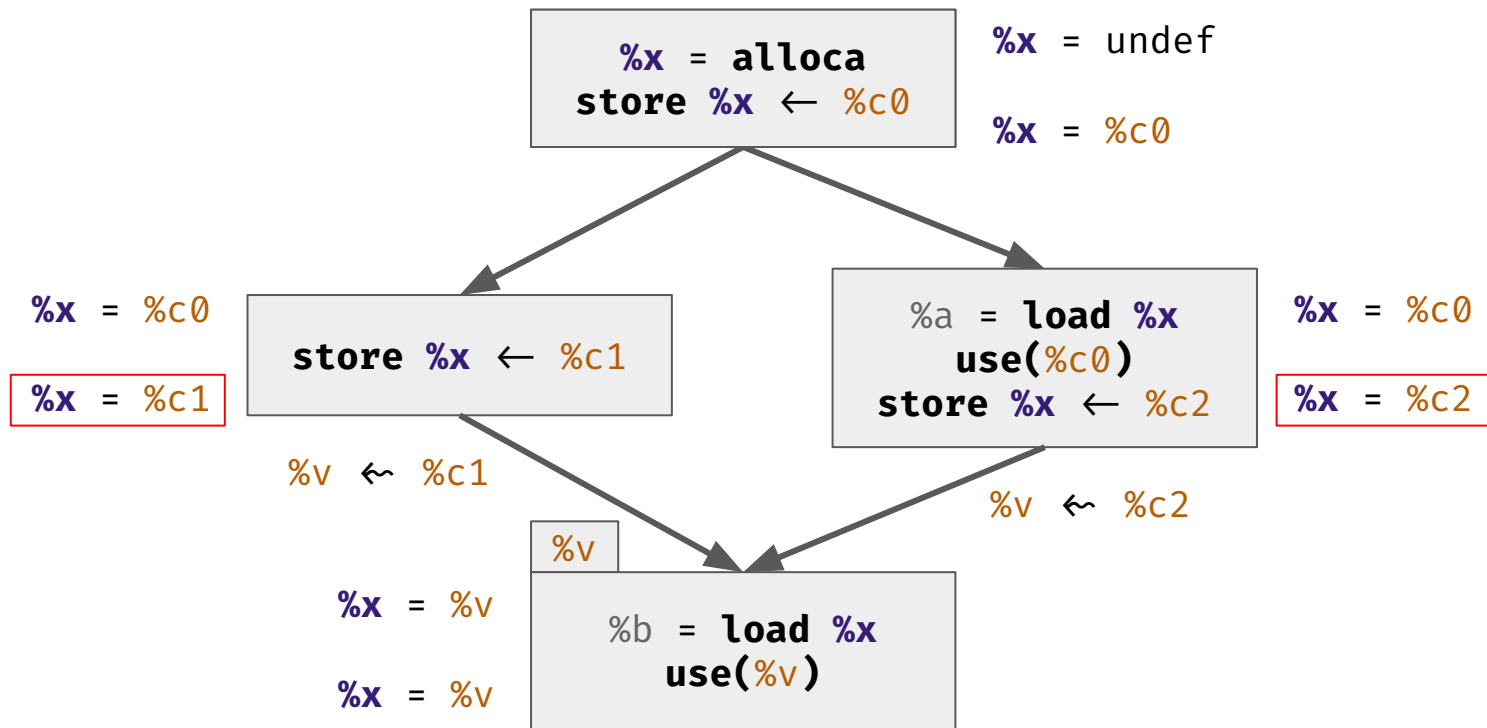 %x = alloca
store %x ← %c0
%x = undef
%x = %c0
%x = %c0
%x = %c1
store %x ← %c1
%a = load %x
use(%c0)
store %x ← %c2
%x = %c0
%x = %c2
%v ↜ %c1
%v ↜ %c2
%v
%x = %v
%x = %v
%b = load %x
use(%v)